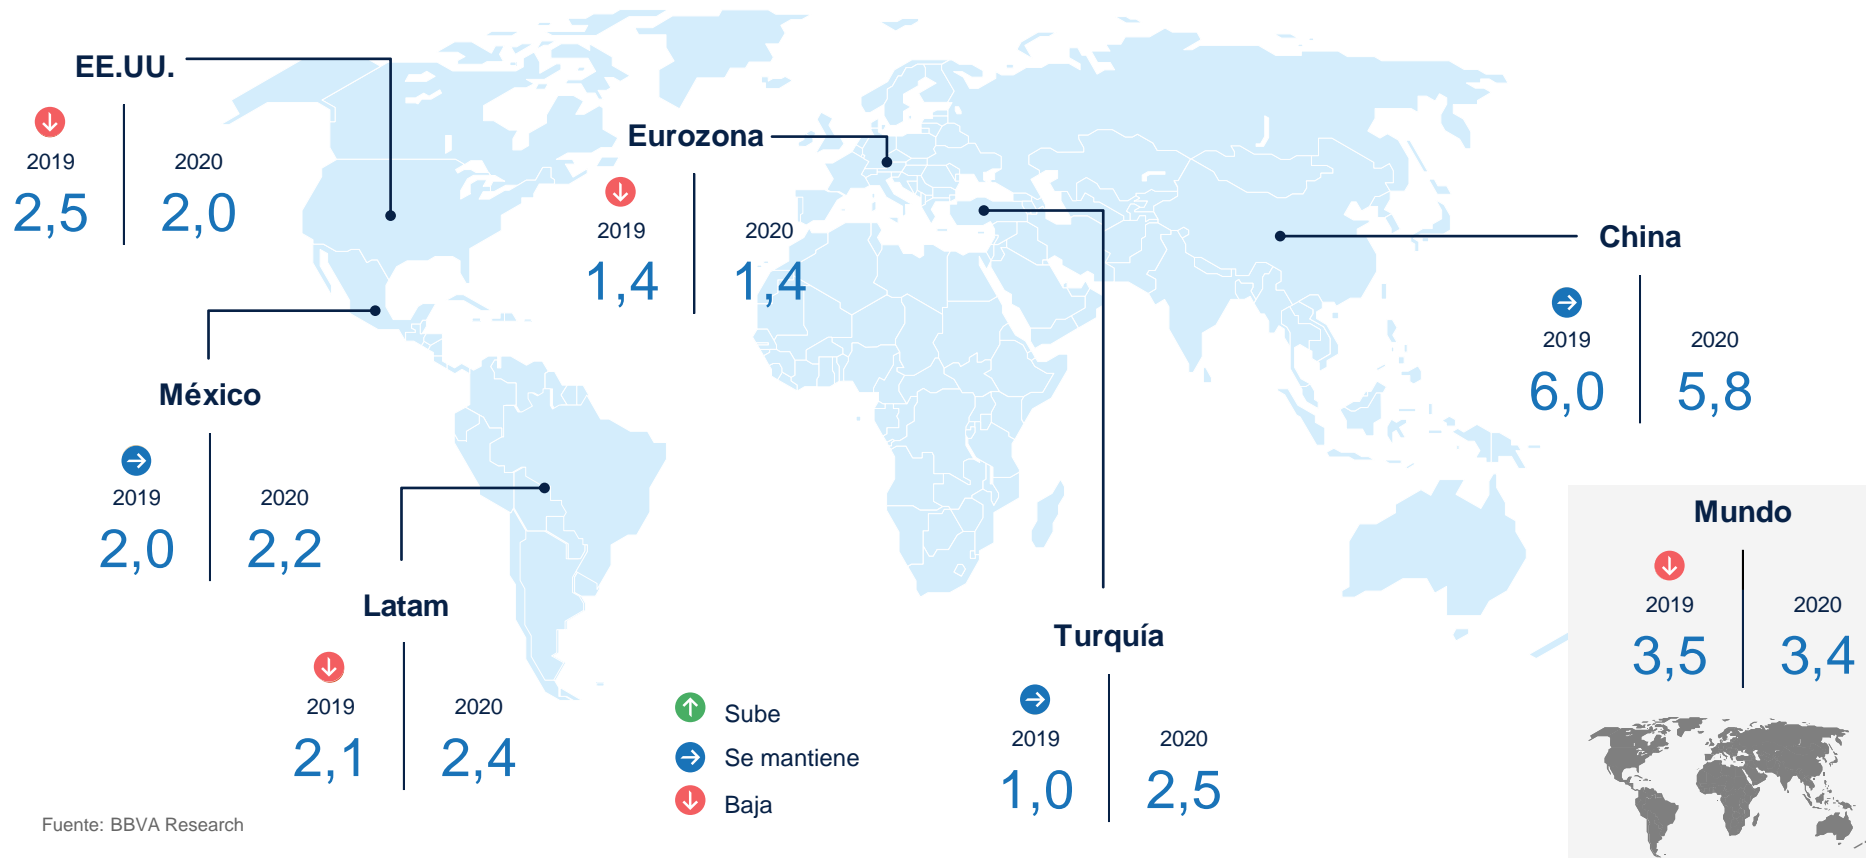 EE.UU.
2019 2020
2,5 2,0
Eurozona
2019 2020
1,4 1,4
China
2019 2020
6,0 5,8
México
2019 2020
2,0 2,2
Latam
2019 2020
2,1 2,4
Turquía
2019 2020
1,0 2,5
Mundo
2019 2020
3,5 3,4
Sube
Se mantiene
Baja
Fuente: BBVA Research